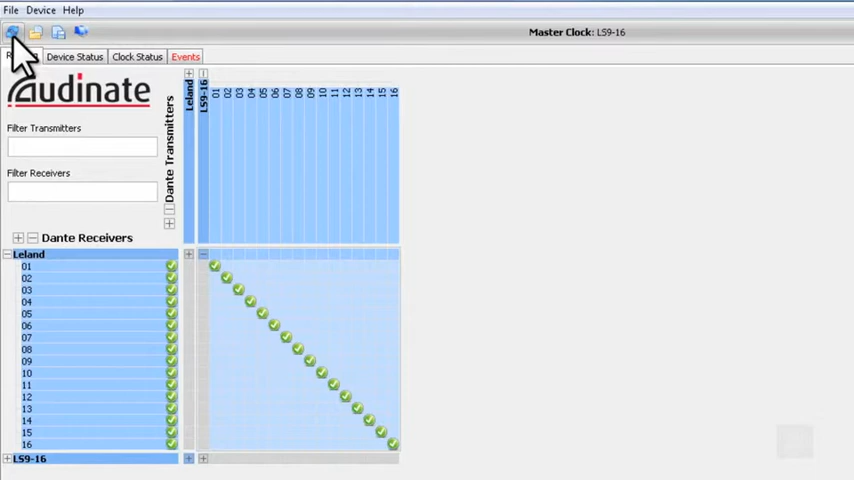 File Device Help
Master Clock: LS9-16
Device Status Clock Status Events
Audinate
Filter Transmitters
Filter Receivers
Dante Transmitters
Leland
LS9-16
01 02 03 04 05 06 07 08 09 10 11 12 13 14 15 16
Dante Receivers
Leland
01
02
03
04
05
06
07
08
09
10
11
12
13
14
15
16
LS9-16